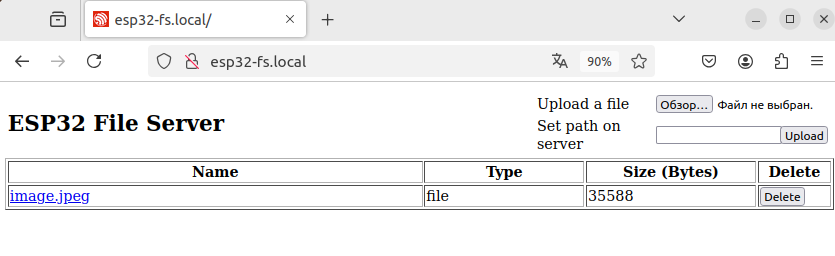 esp32-fs.local/
esp32-fs.local
90%
Upload a file
Обзор…
Файл не выбран.
ESP32 File Server
Set path on
server
Upload
Name
Type
Size (Bytes)
Delete
image.jpeg
file
35588
Delete